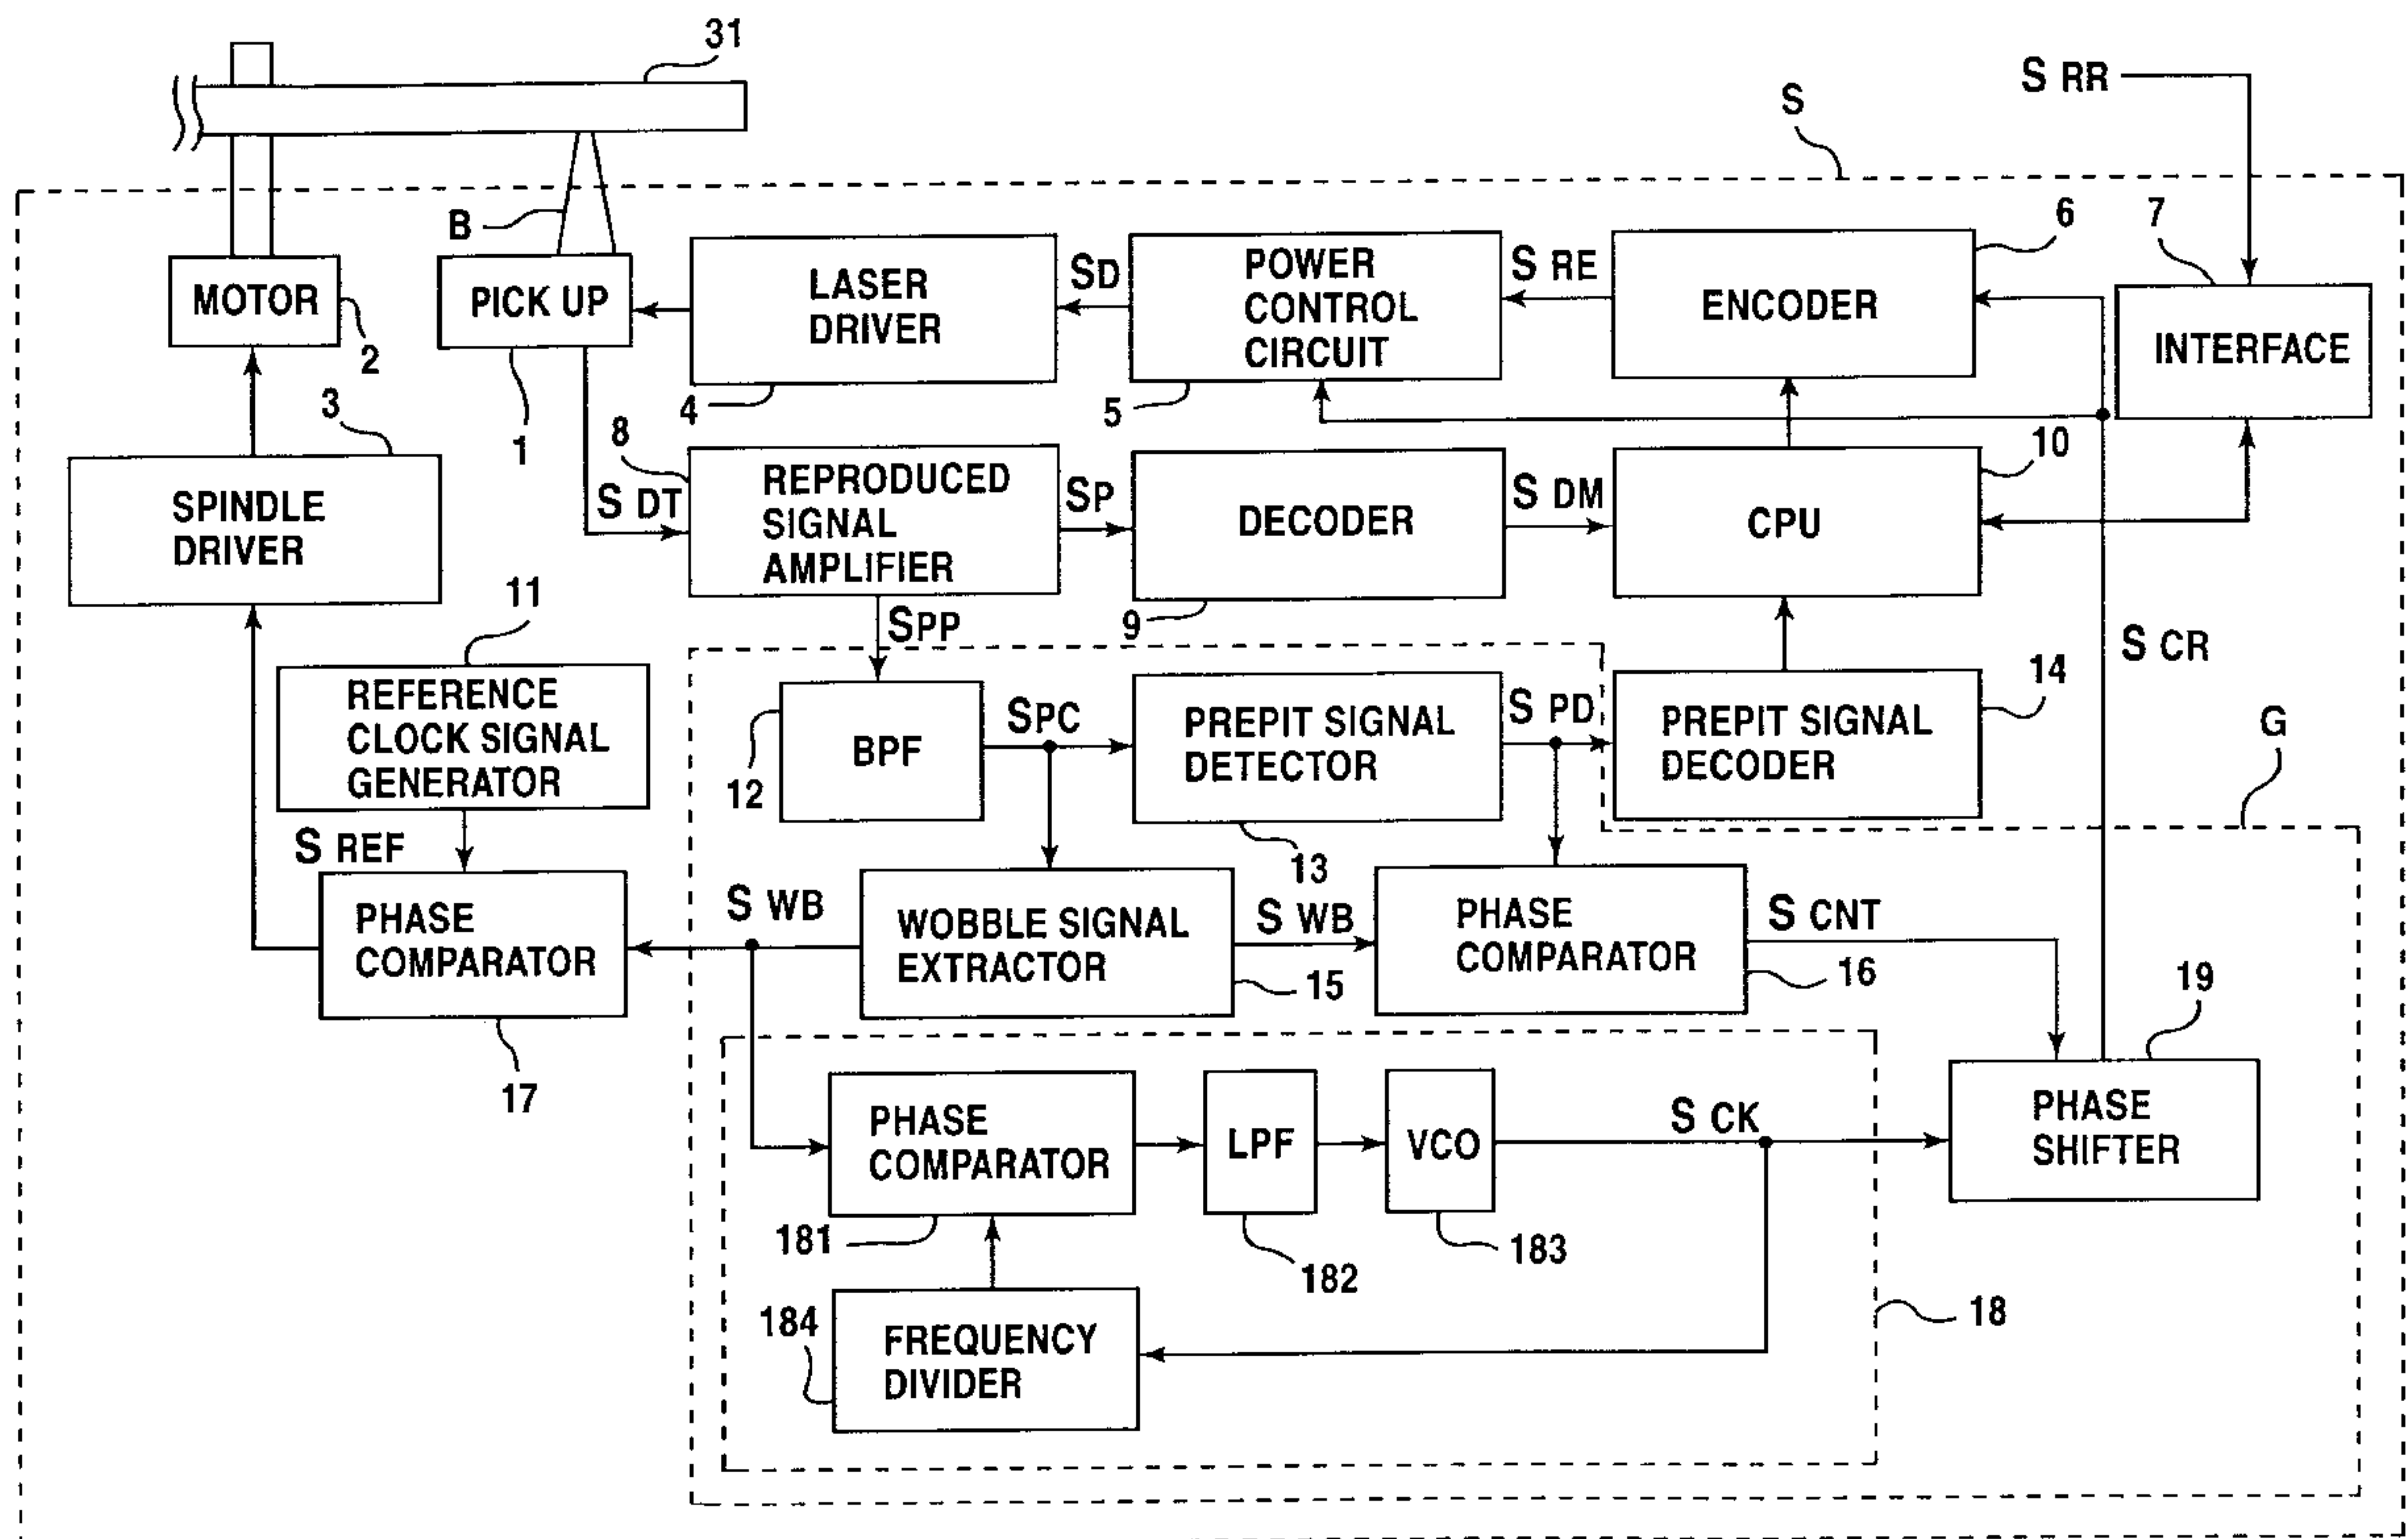 31
S RR
S
B
6
7
MOTOR
PICK UP
LASER
DRIVER
SD
POWER
CONTROL
CIRCUIT
S RE
ENCODER
INTERFACE
2
1
4
5
3
8
10
SPINDLE
DRIVER
S DT
REPRODUCED
SIGNAL
AMPLIFIER
SP
DECODER
S DM
CPU
9
SPP
S CR
11
REFERENCE
CLOCK SIGNAL
GENERATOR
12
BPF
SPC
PREPIT SIGNAL
DETECTOR
S PD
PREPIT SIGNAL
DECODER
14
G
13
S REF
PHASE
COMPARATOR
S WB
WOBBLE SIGNAL
EXTRACTOR
S WB
PHASE
COMPARATOR
S CNT
15
16
19
17
PHASE
COMPARATOR
LPF
VCO
S CK
PHASE
SHIFTER
181
182
183
184
FREQUENCY
DIVIDER
18